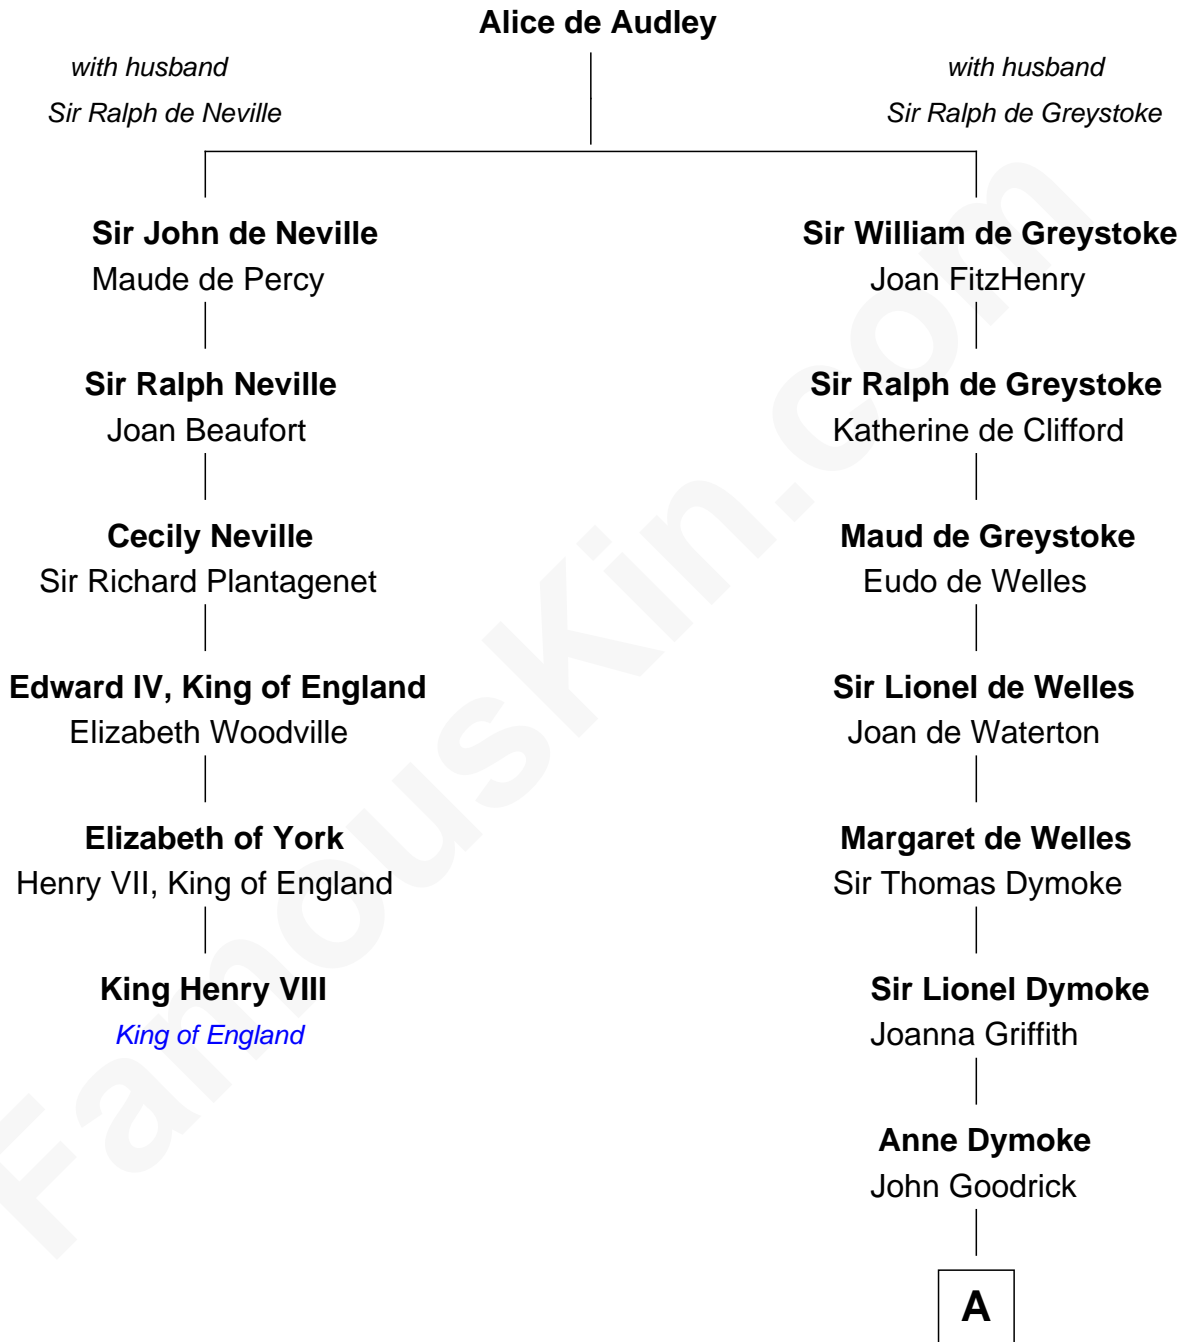 Alice de Audley
with husband
Sir Ralph de Neville
with husband
Sir Ralph de Greystoke
Sir John de Neville
Maude de Percy
Sir Ralph Neville
Joan Beaufort
Cecily Neville
Sir Richard Plantagenet
Edward IV, King of England
Elizabeth Woodville
Elizabeth of York
Henry VII, King of England
King Henry VIII
King of England
Sir William de Greystoke
Joan FitzHenry
Sir Ralph de Greystoke
Katherine de Clifford
Maud de Greystoke
Eudo de Welles
Sir Lionel de Welles
Joan de Waterton
Margaret de Welles
Sir Thomas Dymoke
Sir Lionel Dymoke
Joanna Griffith
Anne Dymoke
John Goodrick
A
FamousKin.com